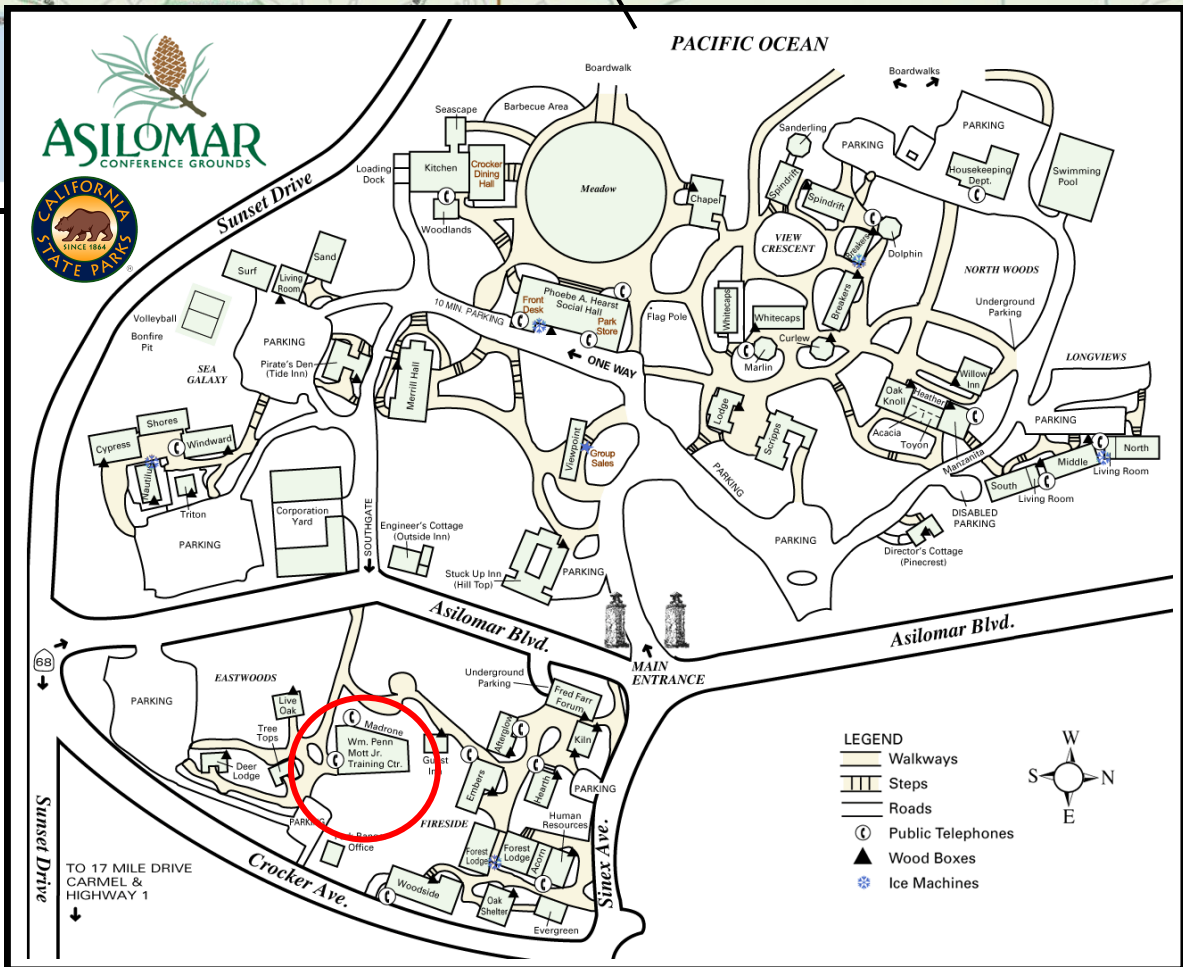 PACIFIC OCEAN
ASILOMAR
CONFERENCE GROUNDS
CALIFORNIA
STATE PARKS
SINCE 1864
®
Boardwalk
Boardwalks
Barbecue Area
Seascape
Loading
Dock
Kitchen
Crocker
Dining
Hall
Woodlands
Meadow
Chapel
Sanderling
Spindrift
Spindrift
PARKING
PARKING
Housekeeping
Dept.
Swimming
Pool
Sunset Drive
Surf
Living
Room
Sand
Volleyball
Bonfire
Pit
SEA
GALAXY
PARKING
Pirate's Den
(Tide Inn)
10 MIN. PARKING
Front
Desk
Phoebe A. Hearst
Social Hall
Park
Store
ONE WAY
Flag Pole
VIEW
CRESCENT
Breakers
Dolphin
Breakers
Whitecaps
Whitecaps
Curlew
Marlin
NORTH WOODS
Underground
Parking
LONGVIEWS
Willow
Inn
Oak
Knoll
Heather
Acacia
Toyon
Manzanita
PARKING
North
Middle
South
Living Room
Living Room
DISABLED
PARKING
Director's Cottage
(Pinecrest)
Merrill Hall
Lodge
Scripps
PARKING
PARKING
Viewpoint
Group
Sales
Shores
Cypress
Windward
Nautilus
Triton
PARKING
Corporation
Yard
SOUTHGATE
Engineer's Cottage
(Outside Inn)
Stuck Up Inn
(Hill Top)
PARKING
Asilomar Blvd.
Asilomar Blvd.
MAIN
ENTRANCE
68
PARKING
EASTWOODS
Live
Oak
Tree
Tops
Deer
Lodge
Madrone
Wm. Penn
Mott Jr.
Training Ctr.
Guest
Inn
Underground
Parking
Fred Farr
Forum
Kiln
Afterglow
Embers
Hearth
PARKING
FIRESIDE
Human
Resources
PARKING
Office
Forest
Lodge
Forest
Lodge
Acorn
Woodside
Oak
Shelter
Evergreen
Sinex Ave.
Crocker Ave.
Sunset Drive
TO 17 MILE DRIVE
CARMEL &
HIGHWAY 1
LEGEND
Walkways
Steps
Roads
Public Telephones
Wood Boxes
Ice Machines
W
S
N
E